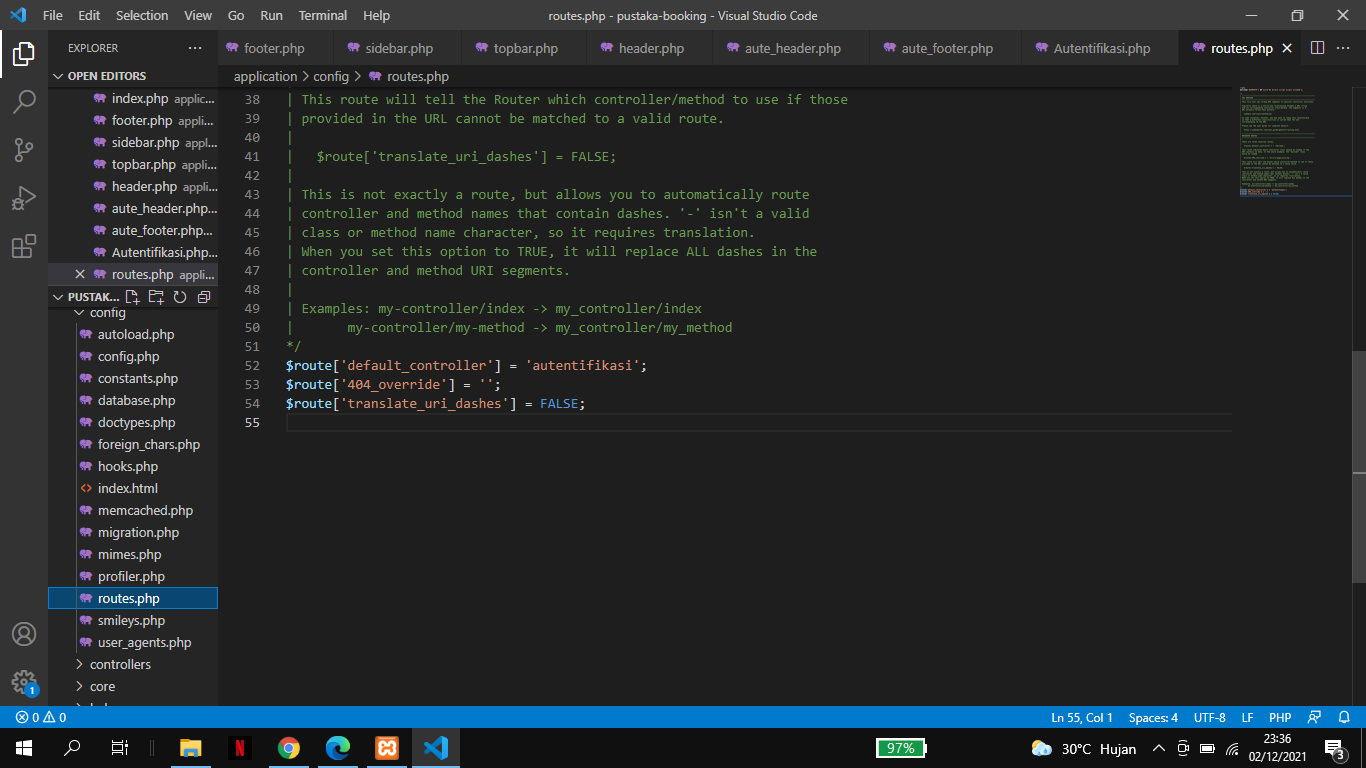 File Edit Selection View Go Run Terminal Help
routes.php - pustaka-booking - Visual Studio Code
EXPLORER
OPEN EDITORS
index.php applic...
footer.php applic...
sidebar.php appl...
topbar.php appli...
header.php appli...
aute_header.php...
aute_footer.php...
Autentifikasi.php...
routes.php applic...
PUSTAK...
config
autoload.php
config.php
constants.php
database.php
doctypes.php
foreign_chars.php
hooks.php
index.html
memcached.php
migration.php
mimes.php
profiler.php
routes.php
smileys.php
user_agents.php
controllers
core
footer.php sidebar.php topbar.php header.php aute_header.php aute_footer.php Autentifikasi.php routes.php
application > config > routes.php
38 | This route will tell the Router which controller/method to use if those
39 | provided in the URL cannot be matched to a valid route.
40 |
41 |   $route['translate_uri_dashes'] = FALSE;
42 |
43 | This is not exactly a route, but allows you to automatically route
44 | controller and method names that contain dashes. '-' isn't a valid
45 | class or method name character, so it requires translation.
46 | When you set this option to TRUE, it will replace ALL dashes in the
47 | controller and method URI segments.
48 |
49 | Examples: my-controller/index -> my_controller/index
50 |       my-controller/my-method -> my_controller/my_method
51 */
52 $route['default_controller'] = 'autentifikasi';
53 $route['404_override'] = '';
54 $route['translate_uri_dashes'] = FALSE;
55
1
0 0
Ln 55, Col 1 Spaces: 4 UTF-8 LF PHP
97%
30°C Hujan
23:36
02/12/2021
3